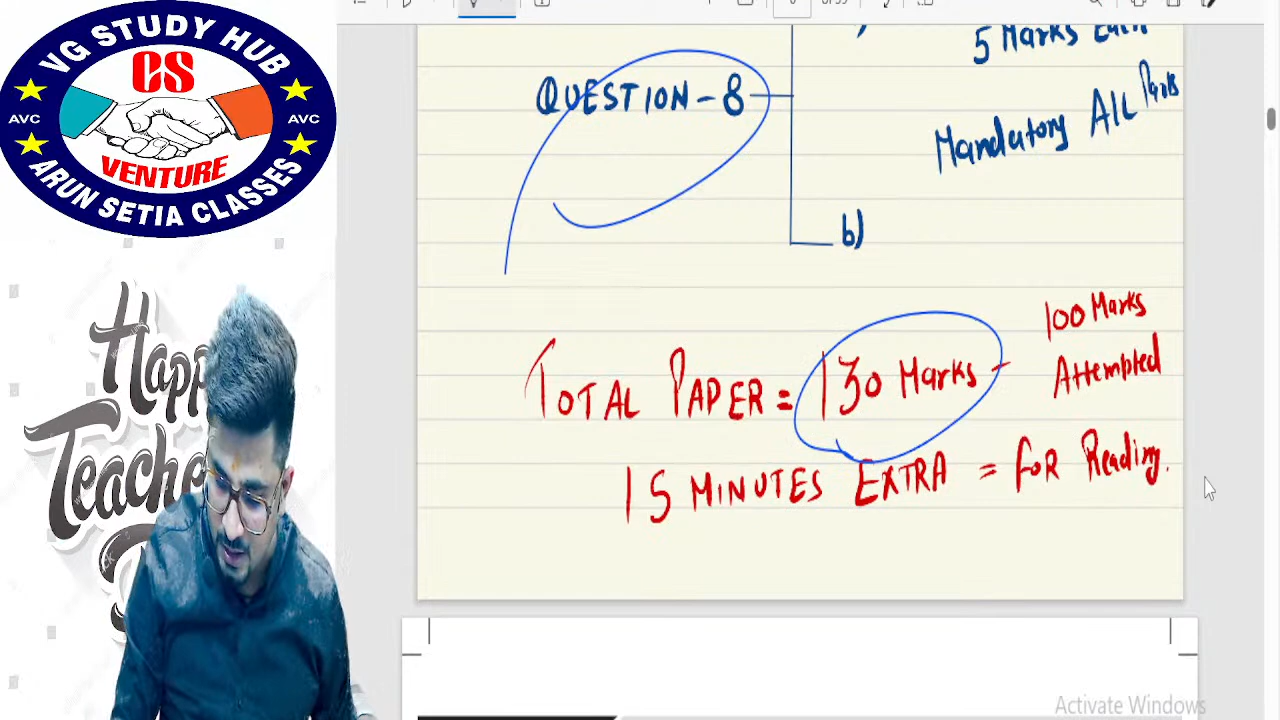 VG STUDY HUB
CS
AVC
AVC
VENTURE
ARUN SETIA CLASSES
Happy
Teache
5 Marks Each
QUESTION-8
Mandatory All Parts
b)
TOTAL PAPER = 130 Marks - 100 Marks Attempted
15 MINUTES EXTRA = FOR Reading.
Activate Windows